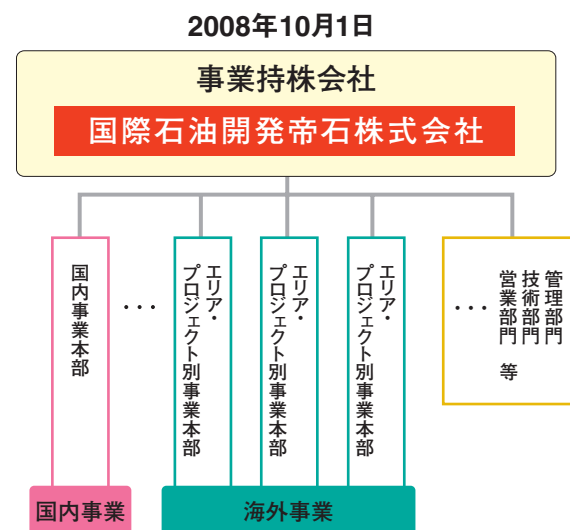 2008年10月1日
事業持株会社
国際石油開発帝石株式会社
国内事業本部
・・・
エリア・
プロジェクト別事業本部
エリア・
プロジェクト別事業本部
エリア・
プロジェクト別事業本部
管理部門
技術部門
営業部門 等
・・・
国内事業
海外事業